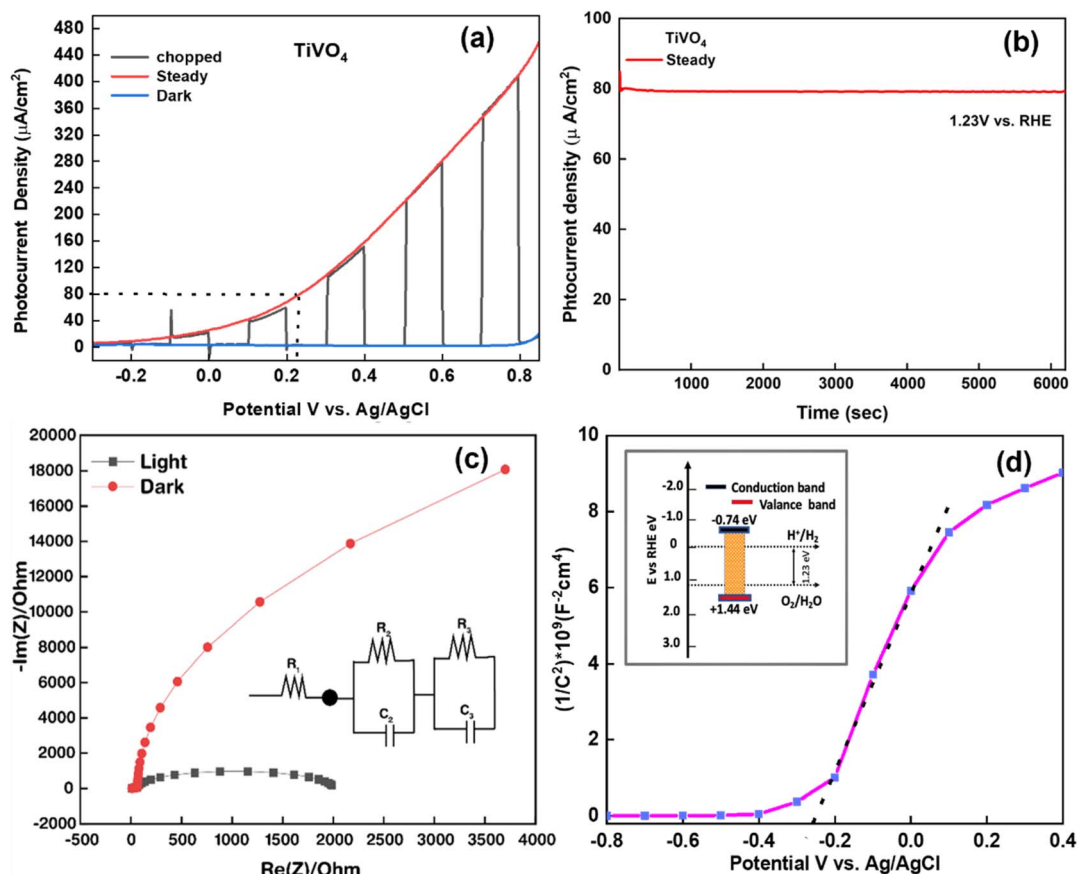 (a)
TiVO₄
chopped
Steady
Dark
Photocurrent Density (μA/cm²)
480
440
400
360
320
280
240
200
160
120
80
40
0
-0.2 0.0 0.2 0.4 0.6 0.8
Potential V vs. Ag/AgCl
(b)
TiVO₄
Steady
1.23V vs. RHE
Phtocurrent density (μ A/cm²)
100
80
60
40
20
0
1000 2000 3000 4000 5000 6000
Time (sec)
(c)
Light
Dark
-Im(Z)/Ohm
20000
18000
16000
14000
12000
10000
8000
6000
4000
2000
0
-2000
R₁
R₂
C₂
R₃
C₃
-500 0 500 1000 1500 2000 2500 3000 3500 4000
Re(Z)/Ohm
(d)
(1/C²)*10⁹(F⁻²cm⁴)
10
8
6
4
2
0
E vs RHE eV
-2.0
-1.0
0
1.0
2.0
3.0
Conduction band
Valance band
-0.74 eV
H⁺/H₂
1.23 eV
O₂/H₂O
+1.44 eV
-0.8 -0.6 -0.4 -0.2 0.0 0.2 0.4
Potential V vs. Ag/AgCl